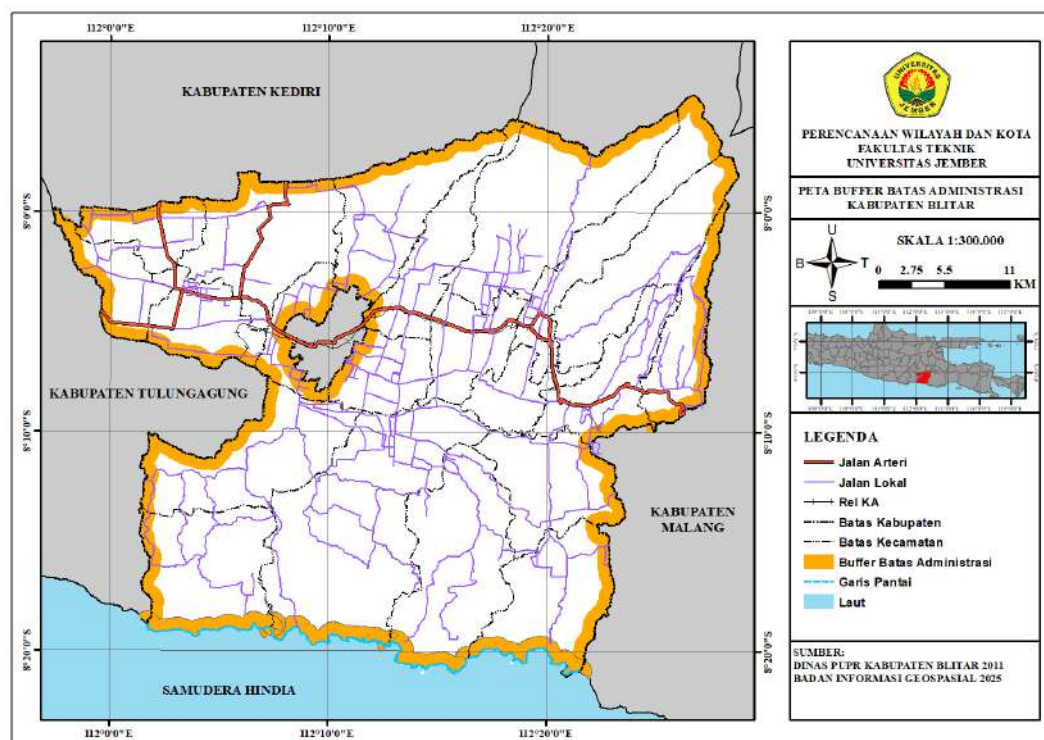 112°0'0"E 112°10'0"E 112°20'0"E
KABUPATEN KEDIRI
8°0'0"S
8°0'0"S
KABUPATEN TULUNGAGUNG
8°10'0"S
8°10'0"S
KABUPATEN
MALANG
8°20'0"S
8°20'0"S
SAMUDERA HINDIA
112°0'0"E 112°10'0"E 112°20'0"E
UNIVERSITAS
JEMBER
PERENCANAAN WILAYAH DAN KOTA
FAKULTAS TEKNIK
UNIVERSITAS JEMBER
PETA BUFFER BATAS ADMINISTRASI
KABUPATEN BLITAR
U
B T
S
SKALA 1:300.000
0 2.75 5.5 11
KM
LEGENDA
Jalan Arteri
Jalan Lokal
Rel KA
Batas Kabupaten
Batas Kecamatan
Buffer Batas Administrasi
Garis Pantai
Laut
SUMBER:
DINAS PUPR KABUPATEN BLITAR 2011
BADAN INFORMASI GEOSPASIAL 2025